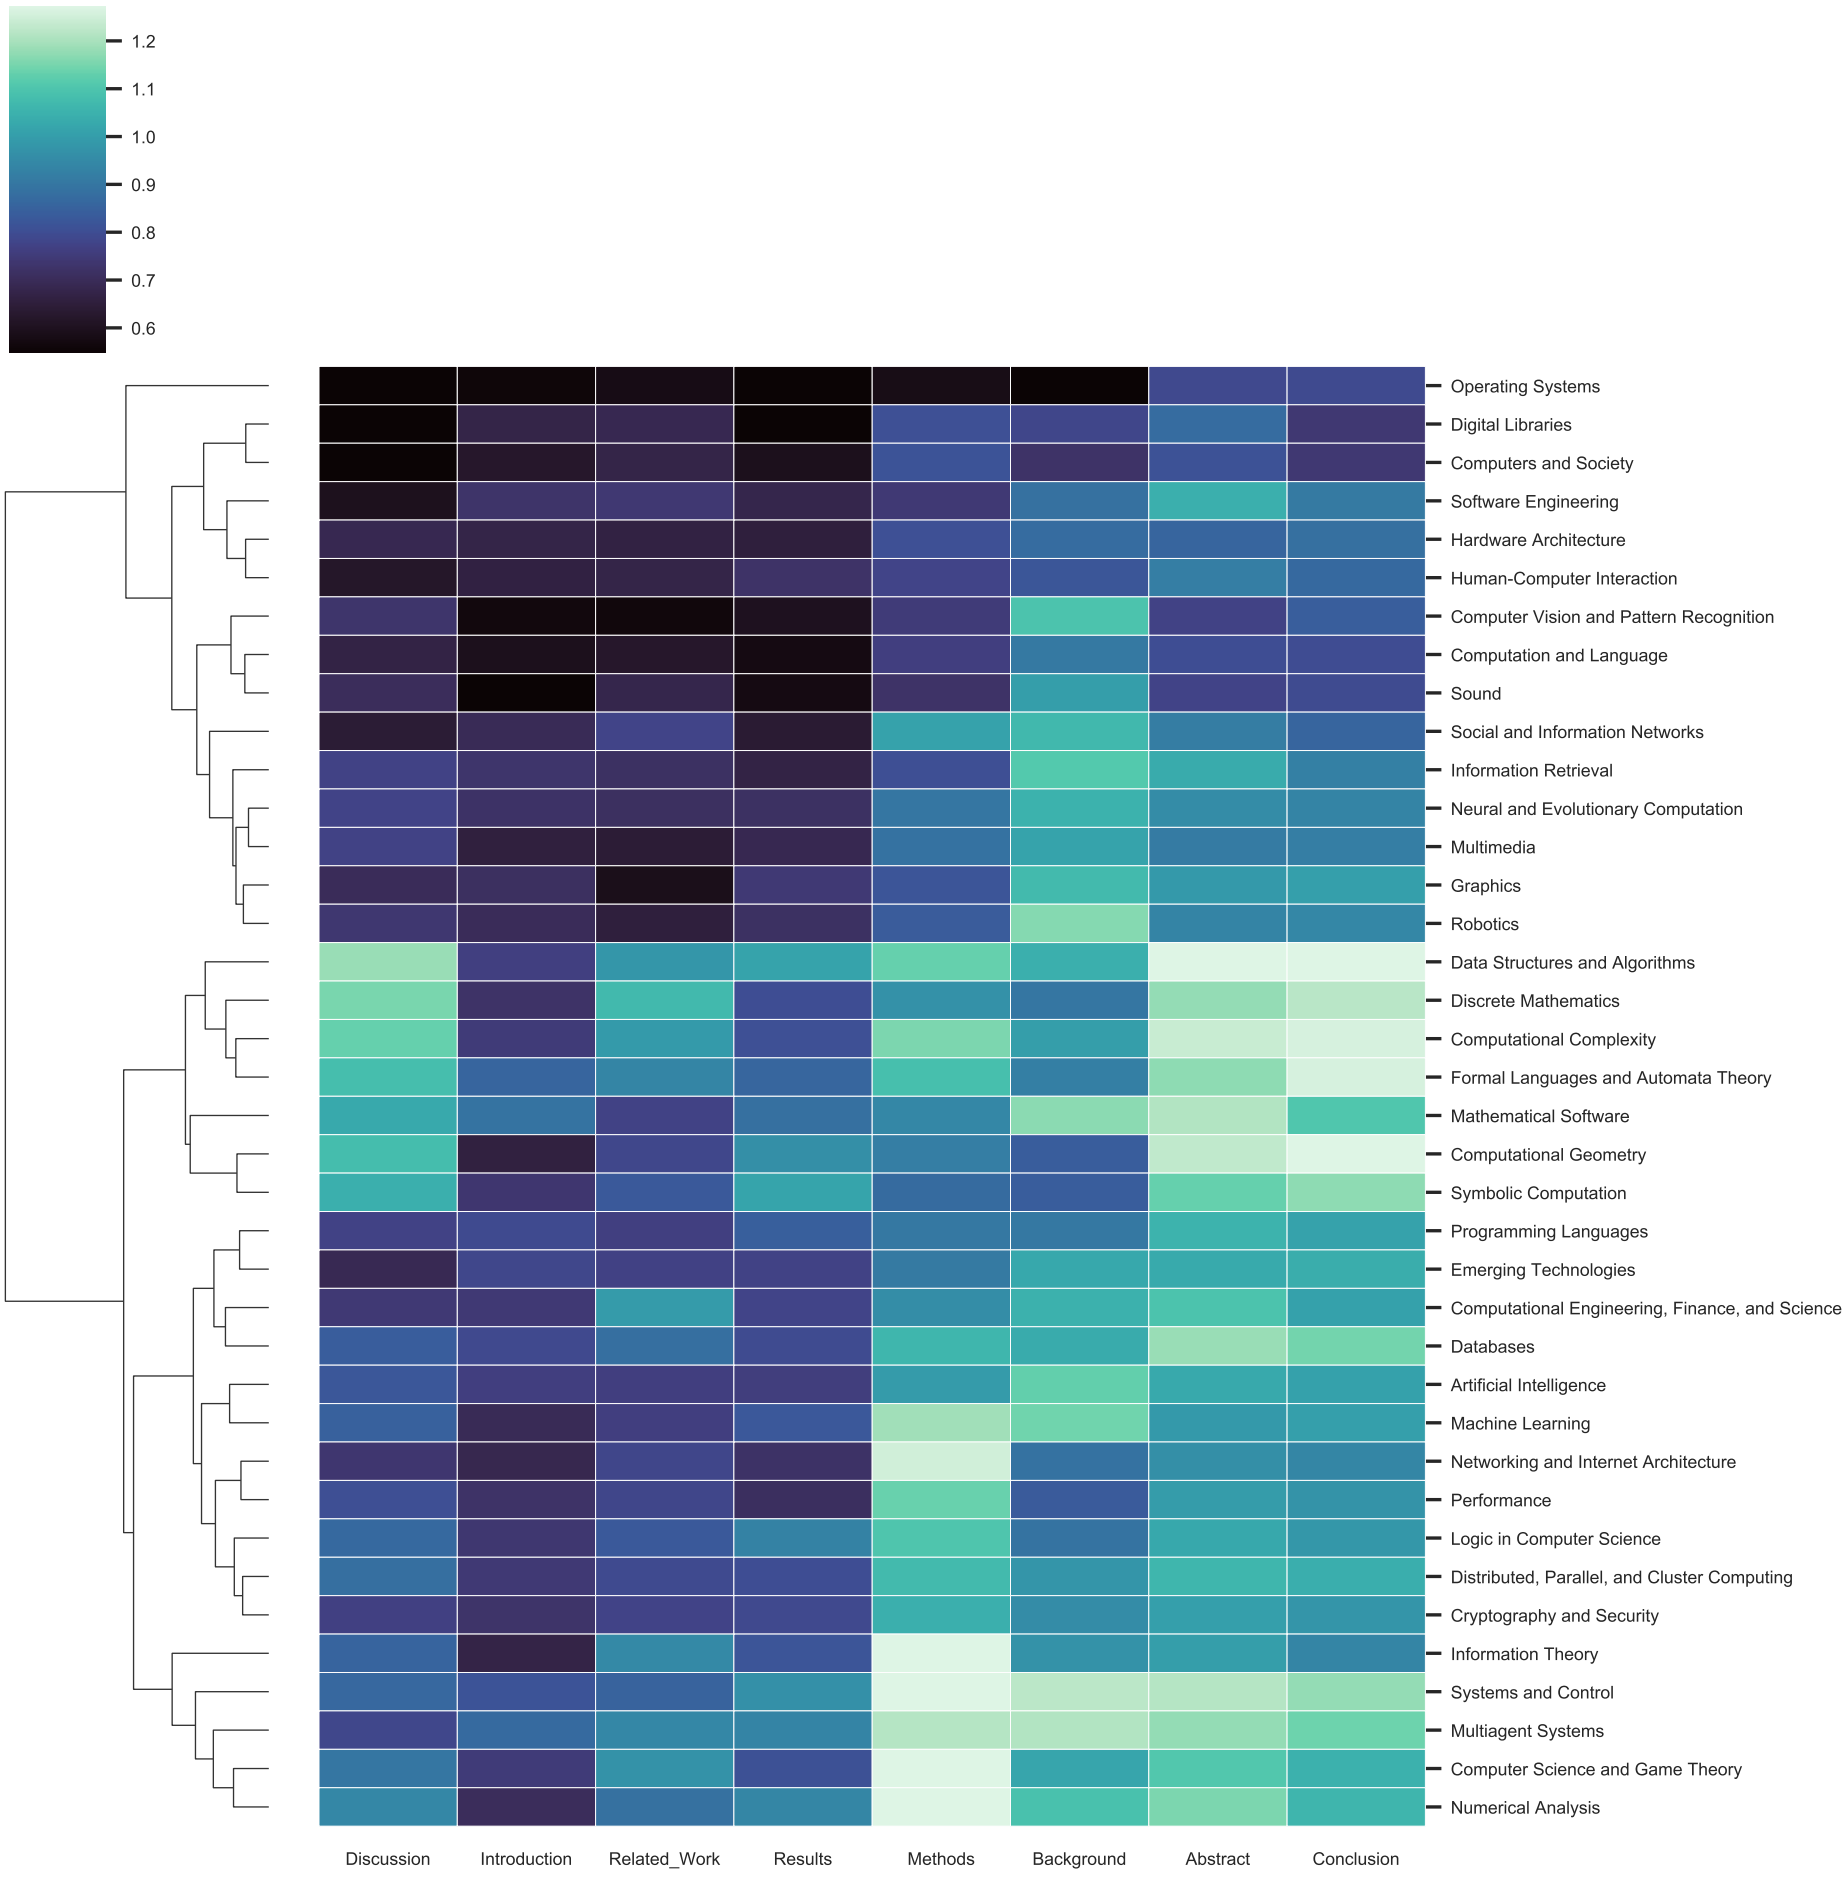 1.2
1.1
1.0
0.9
0.8
0.7
0.6
Operating Systems
Digital Libraries
Computers and Society
Software Engineering
Hardware Architecture
Human-Computer Interaction
Computer Vision and Pattern Recognition
Computation and Language
Sound
Social and Information Networks
Information Retrieval
Neural and Evolutionary Computation
Multimedia
Graphics
Robotics
Data Structures and Algorithms
Discrete Mathematics
Computational Complexity
Formal Languages and Automata Theory
Mathematical Software
Computational Geometry
Symbolic Computation
Programming Languages
Emerging Technologies
Computational Engineering, Finance, and Science
Databases
Artificial Intelligence
Machine Learning
Networking and Internet Architecture
Performance
Logic in Computer Science
Distributed, Parallel, and Cluster Computing
Cryptography and Security
Information Theory
Systems and Control
Multiagent Systems
Computer Science and Game Theory
Numerical Analysis
Discussion Introduction Related_Work Results Methods Background Abstract Conclusion